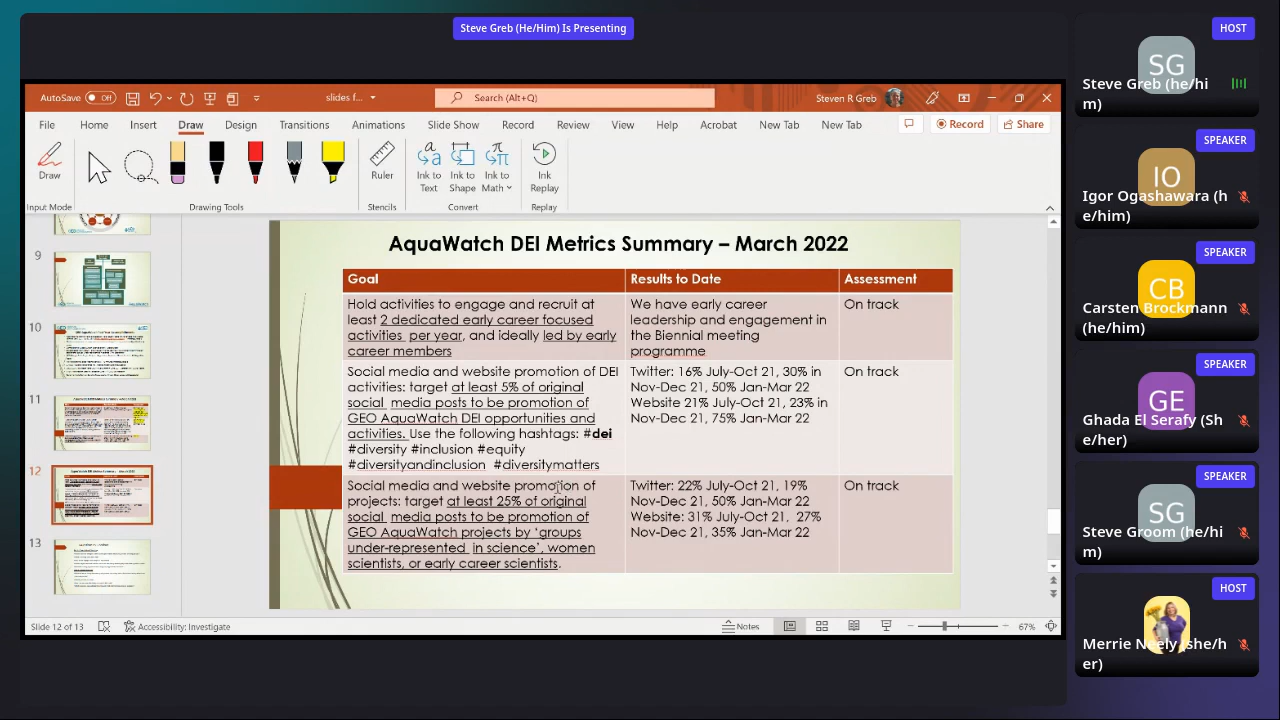 Steve Greb (He/Him) Is Presenting
AutoSave Off
slides f...
Search (Alt+Q)
Steven R Greb
File Home Insert Draw Design Transitions Animations Slide Show Record Review View Help Acrobat New Tab New Tab
Record Share
Draw
Ruler
Ink to Text
Ink to Shape
Ink to Math
Ink Replay
Input Mode
Drawing Tools
Stencils
Convert
Replay
9
10
11
12
13
AquaWatch DEI Metrics Summary – March 2022
Goal Results to Date Assessment
Hold activities to engage and recruit at
least 2 dedicated early career focused
activities per year, and ideally led by early
career members
We have early career
leadership and engagement in
the Biennial meeting
programme
On track
Social media and website promotion of DEI
activities: target at least 5% of original
social media posts to be promotion of
GEO AquaWatch DEI opportunities and
activities. Use the following hashtags: #dei
#diversity #inclusion #equity
#diversityandinclusion #diversitymatters
Twitter: 16% July-Oct 21, 30% in
Nov-Dec 21, 50% Jan-Mar 22
Website 21% July-Oct 21, 23% in
Nov-Dec 21, 75% Jan-Mar 22
On track
Social media and website promotion of
projects: target at least 25% of original
social media posts to be promotion of
GEO AquaWatch projects by 'groups
under-represented in science', women
scientists, or early career scientists.
Twitter: 22% July-Oct 21, 19%
Nov-Dec 21, 50% Jan-Mar 22
Website: 31% July-Oct 21, 27%
Nov-Dec 21, 35% Jan-Mar 22
On track
Slide 12 of 13
Accessibility: Investigate
Notes
67%
HOST
SG
Steve Greb (he/hi
m)
SPEAKER
IO
Igor Ogashawara (h
e/him)
SPEAKER
CB
Carsten Brockmann
(he/him)
SPEAKER
GE
Ghada El Serafy (Sh
e/her)
SPEAKER
SG
Steve Groom (he/hi
m)
HOST
Merrie Neely (she/h
er)